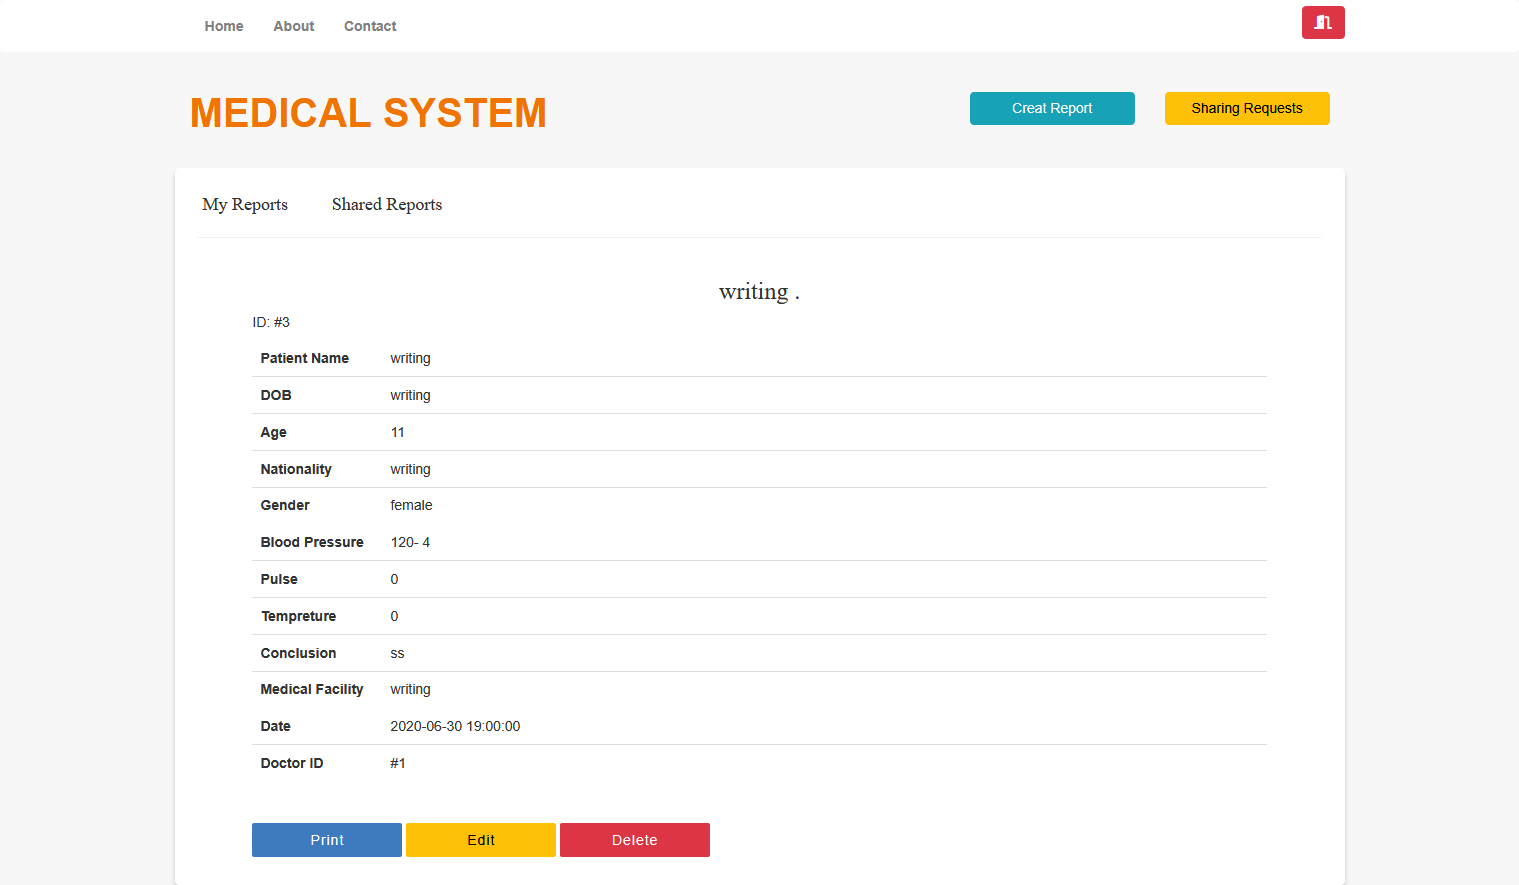 Home About Contact
MEDICAL SYSTEM
Creat Report
Sharing Requests
My Reports Shared Reports
writing .
ID: #3
Patient Name writing
DOB writing
Age 11
Nationality writing
Gender female
Blood Pressure 120- 4
Pulse 0
Tempreture 0
Conclusion ss
Medical Facility writing
Date 2020-06-30 19:00:00
Doctor ID #1
Print Edit Delete